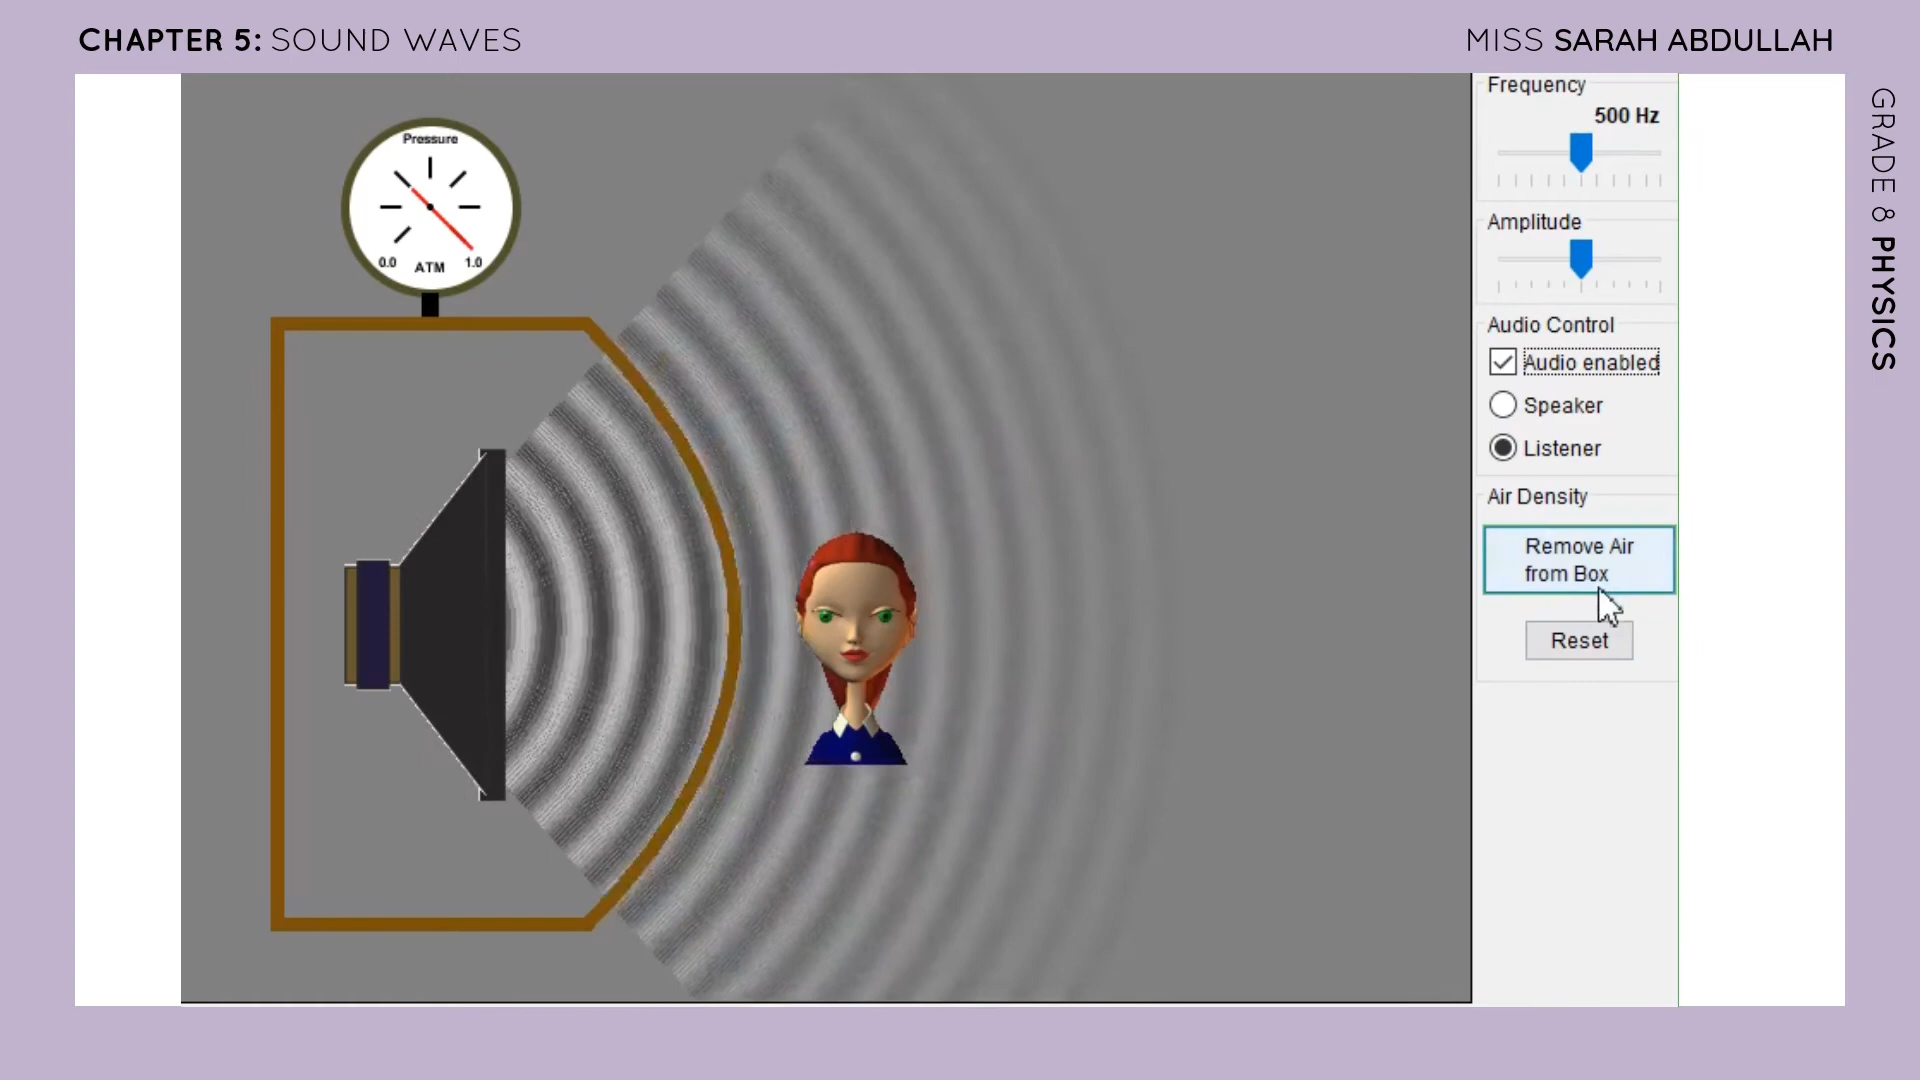 CHAPTER 5: SOUND WAVES
MISS SARAH ABDULLAH
GRADE 8 PHYSICS
Pressure
0.0 ATM 1.0
Frequency
500 Hz
Amplitude
Audio Control
Audio enabled
Speaker
Listener
Air Density
Remove Air
from Box
Reset